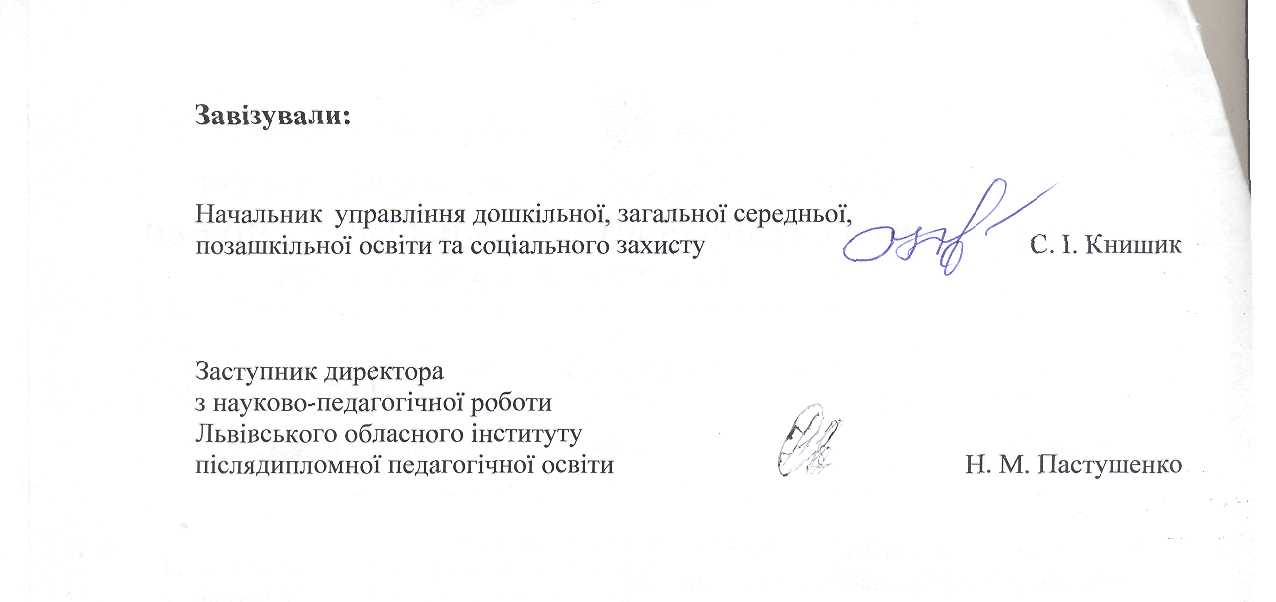 Завізували:
Начальник управління дошкільної, загальної середньої,
позашкільної освіти та соціального захисту С. І. Книшик
Заступник директора
з науково-педагогічної роботи
Львівського обласного інституту
післядипломної педагогічної освіти Н. М. Пастушенко